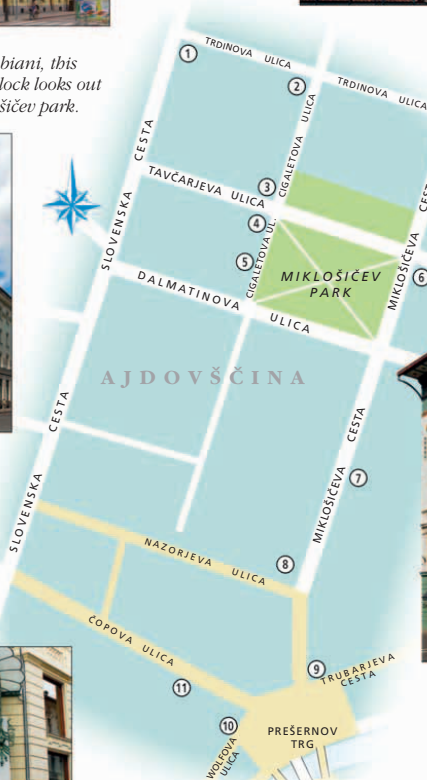 biani, this
lock looks out
šičev park.
1
TRDINOVA ULICA
2
TRDINOVA ULICA
CIGALETOVA ULICA
SLOVENSKA CESTA
3
TAVČARJEVA ULICA
4
CIGALETOVA UL.
5
MIKLOŠIČEV
PARK
MIKLOŠIČEVA CEST
6
DALMATINOVA ULICA
AJDOVŠČINA
SLOVENSKA CESTA
MIKLOŠIČEVA CESTA
7
NAZORJEVA ULICA
8
ČOPOVA ULICA
9
TRUBARJEVA
CESTA
11
10
PREŠERNOV
TRG
WOLFOVA
ULICA